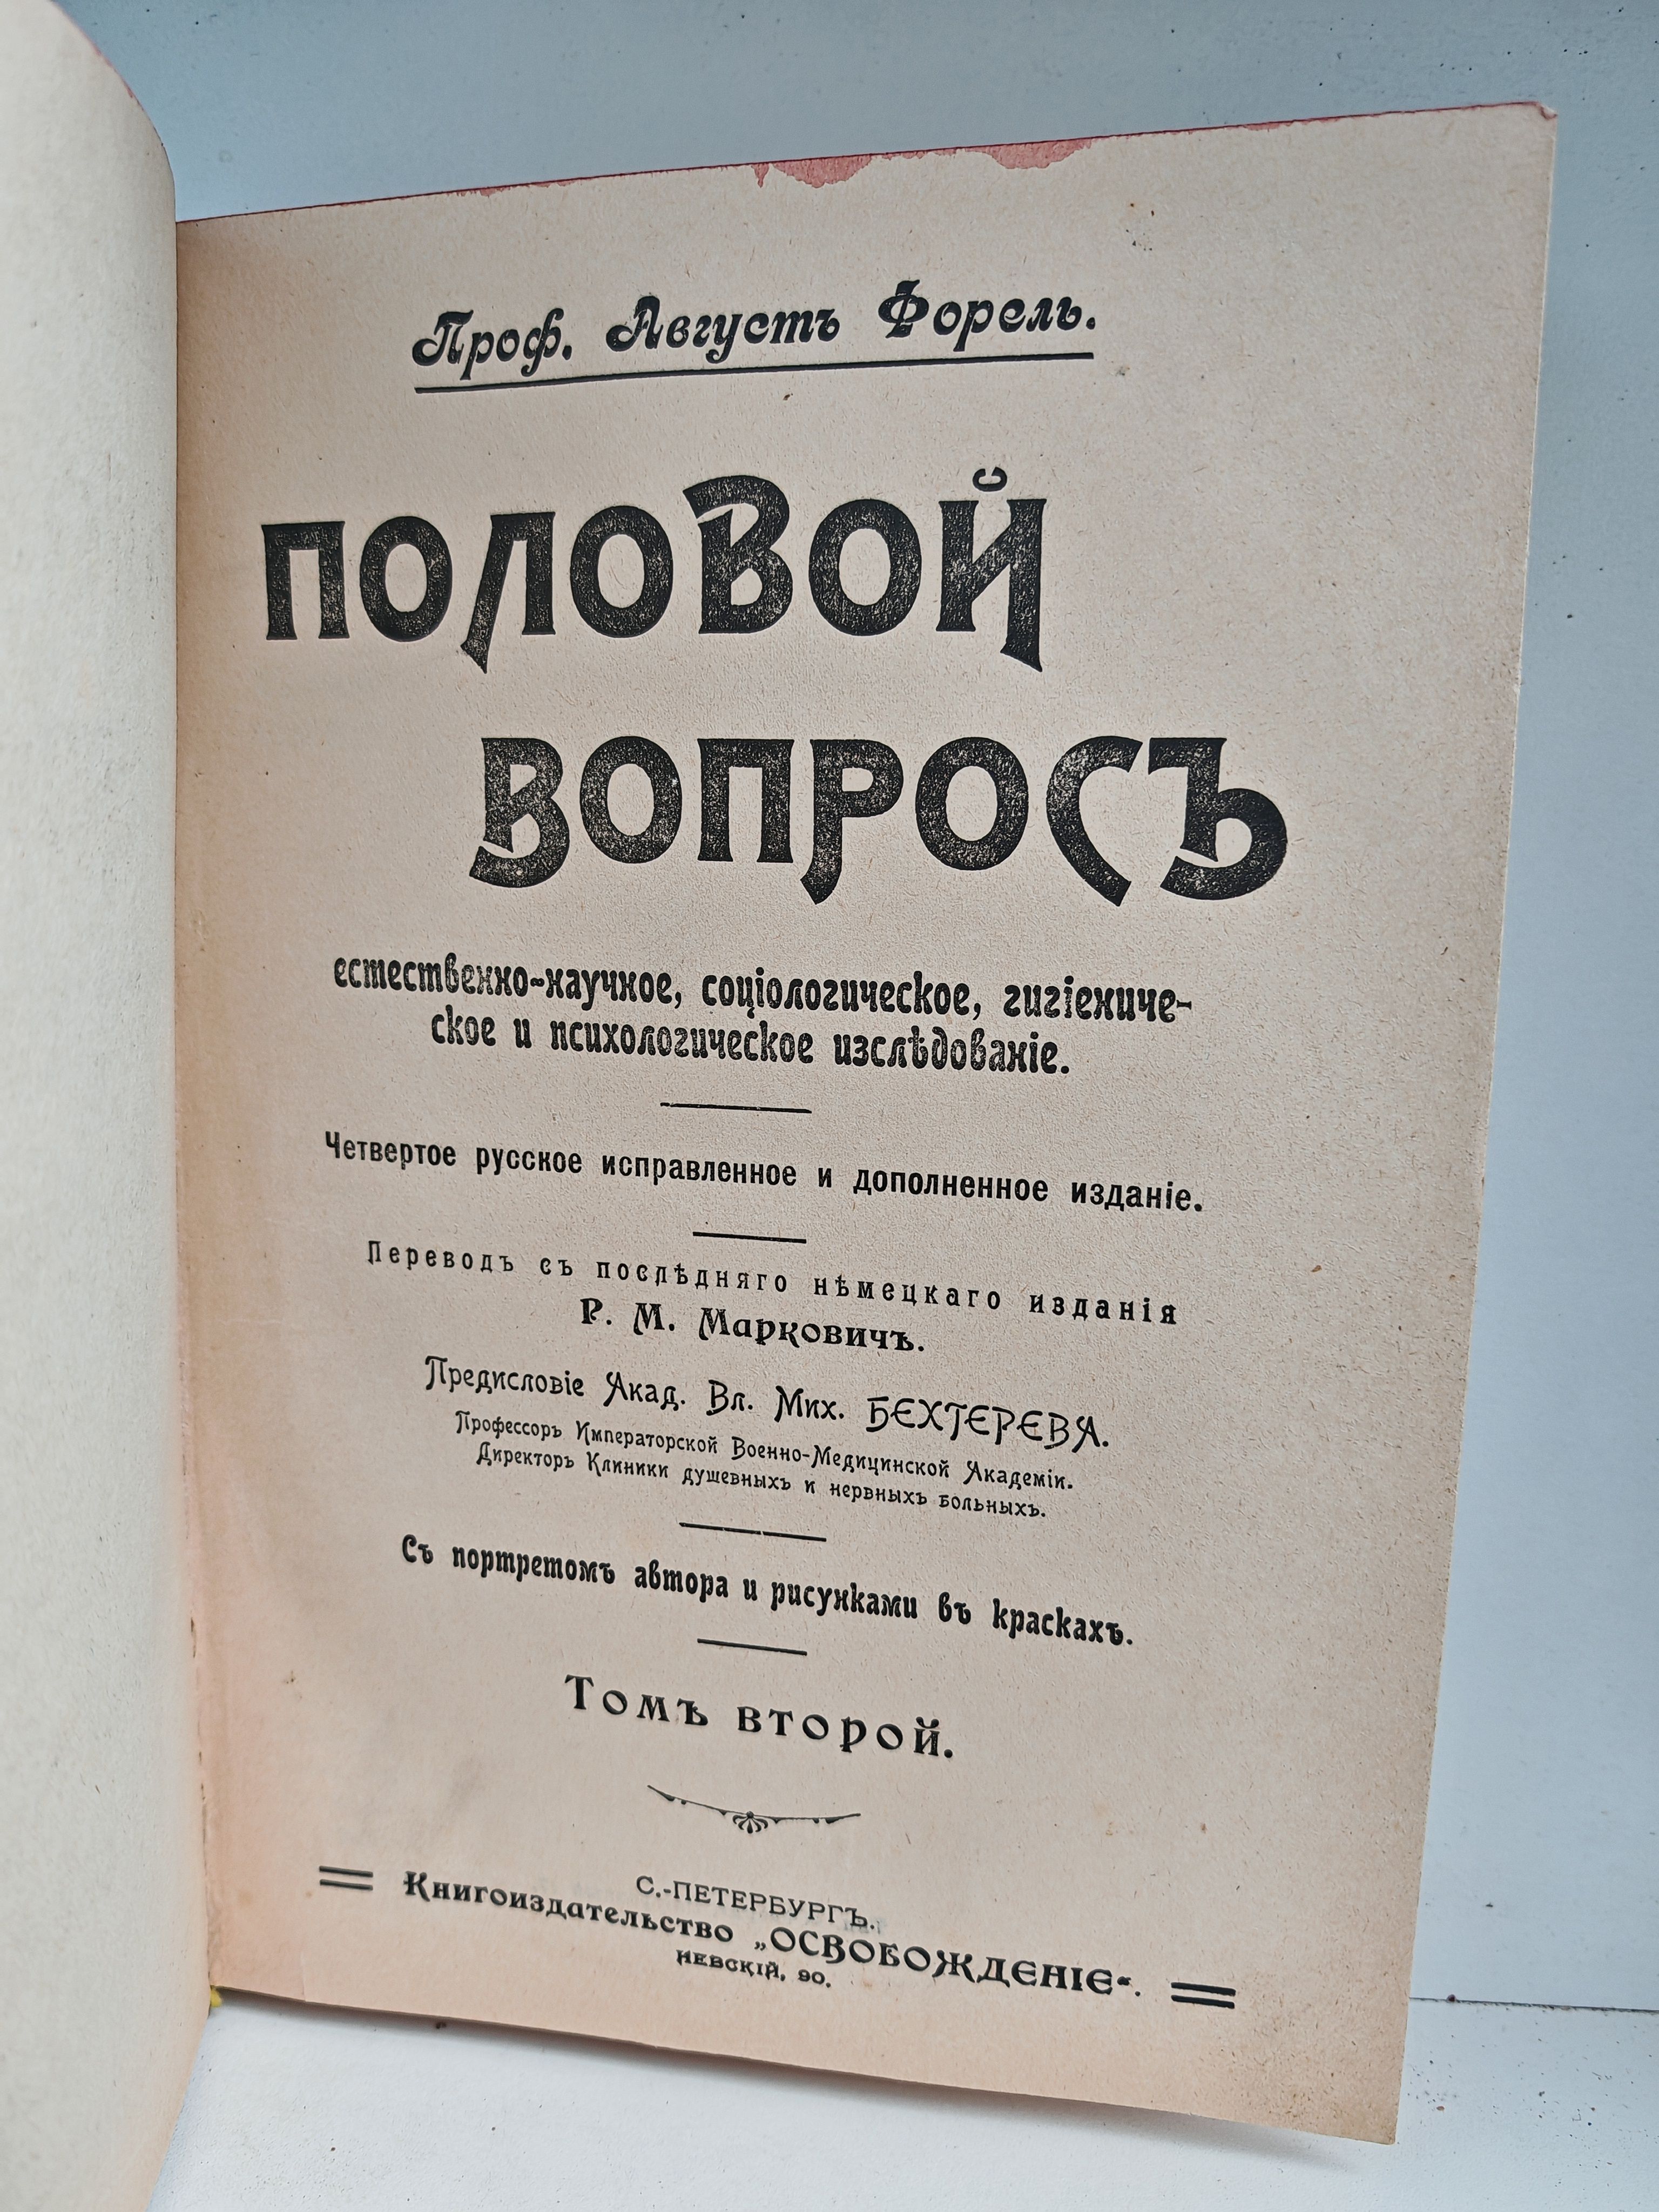 Проф. Августъ Форель.
ПОЛОВОЙ
ВОПРОСЪ
естественно-научное, соціологическое, гигіениче-
ское и психологическое изслѣдованіе.
Четвертое русское исправленное и дополненное изданіе.
Переводъ съ послѣдняго нѣмецкаго изданія
Р. М. Марковичъ.
Предисловіе Акад. Вл. Мих. БЕХТЕРЕВА.
Профессоръ Императорской Военно-Медицинской Академіи.
Директоръ Клиники душевныхъ и нервныхъ больныхъ.
Съ портретомъ автора и рисунками въ краскахъ.
Томъ второй.
С.-ПЕТЕРБУРГЪ.
Книгоиздательство „ОСВОБОЖДЕНІЕ“.
НЕВСКІЙ, 90.